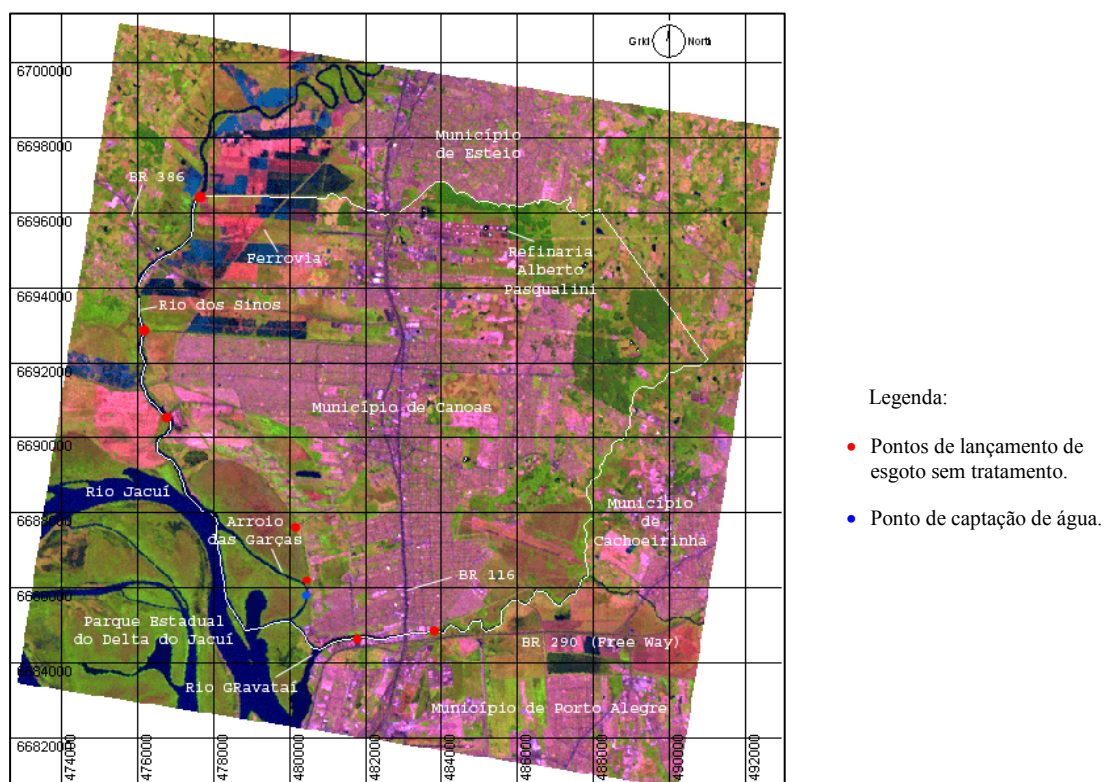 Grid North
6700000
6698000
Município
de Esteio
BR 386
6696000
Ferrovia
Refinaria
Alberto
Pasqualini
6694000
Rio dos Sinos
6692000
Município de Canoas
6690000
Rio Jacuí
6688000
Arroio
das Garças
Município
de
Cachoeirinha
BR 116
6686000
Parque Estadual
do Delta do Jacuí
BR 290 (Free Way)
6684000
Rio GRavataí
Município de Porto Alegre
6682000
474000
476000
478000
480000
482000
484000
486000
488000
490000
492000
Legenda:
Pontos de lançamento de
esgoto sem tratamento.
Ponto de captação de água.